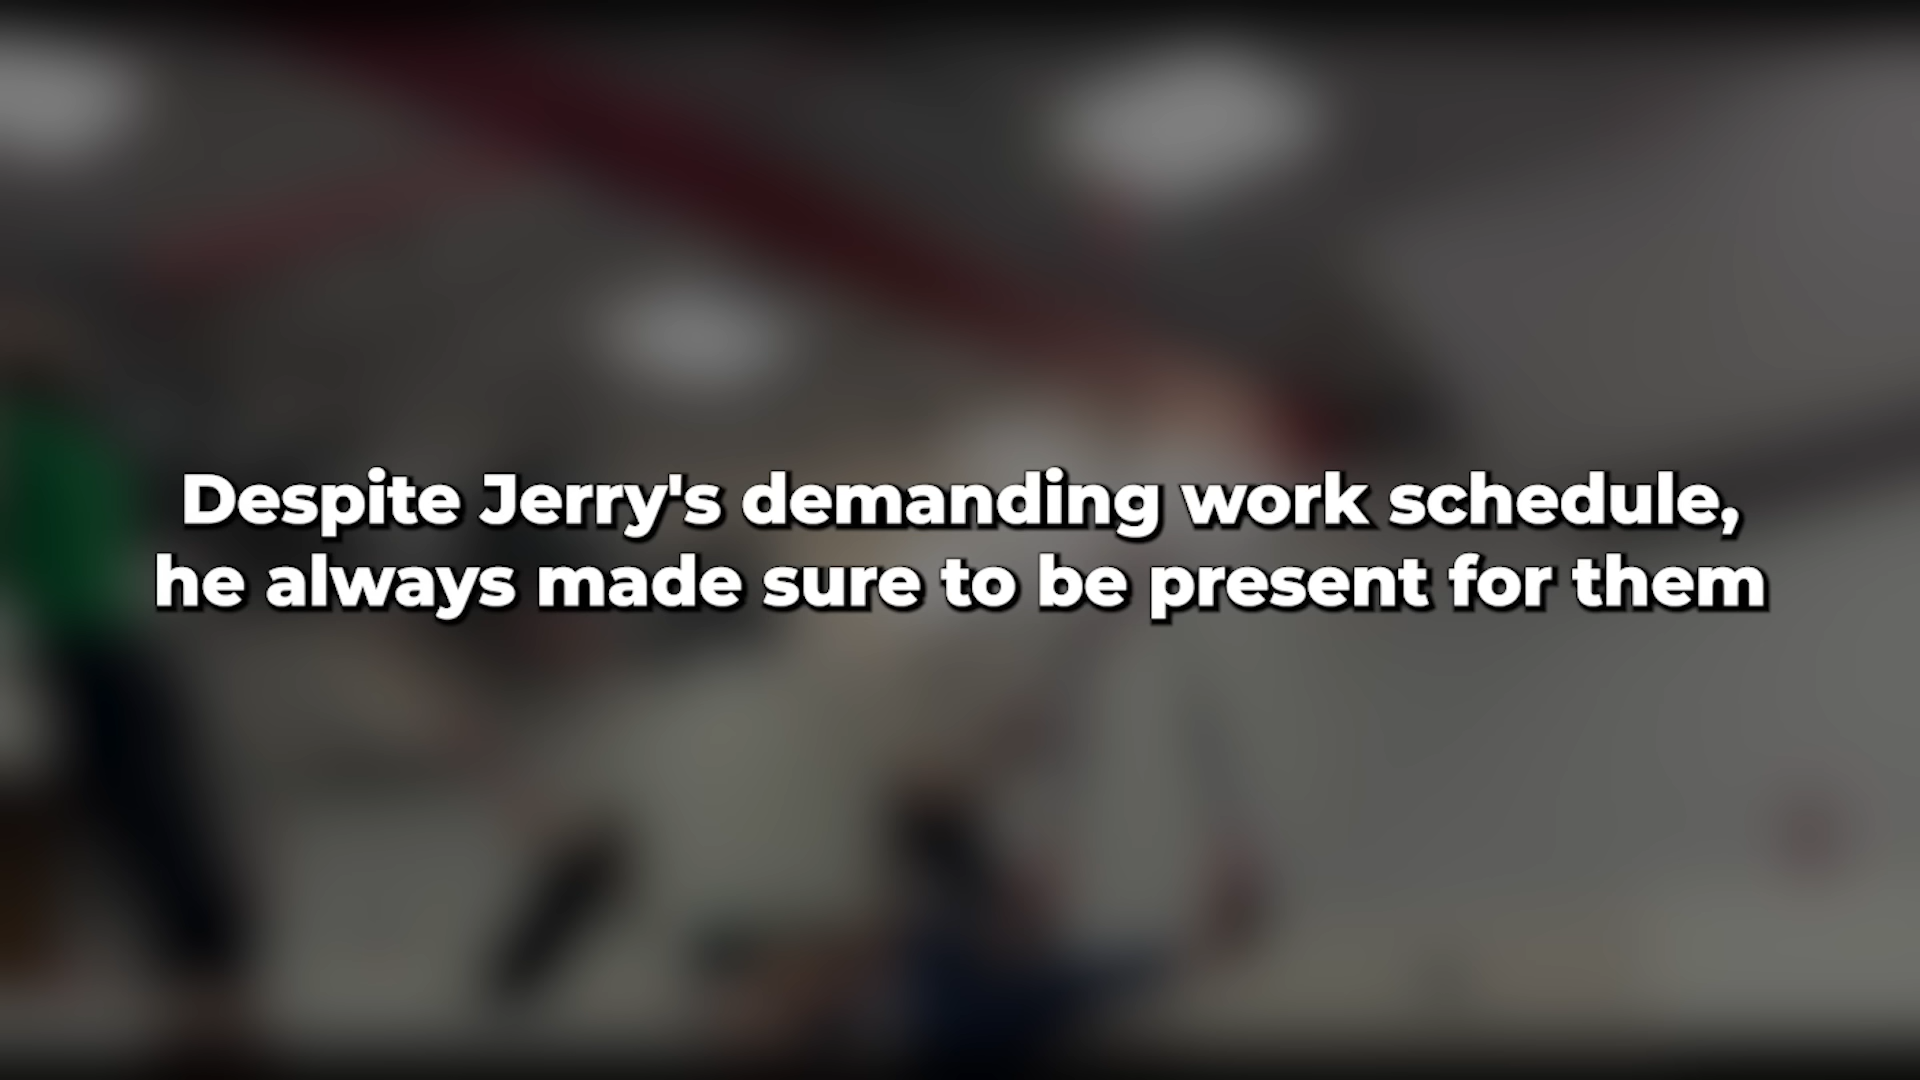 Despite Jerry's demanding work schedule,
he always made sure to be present for them